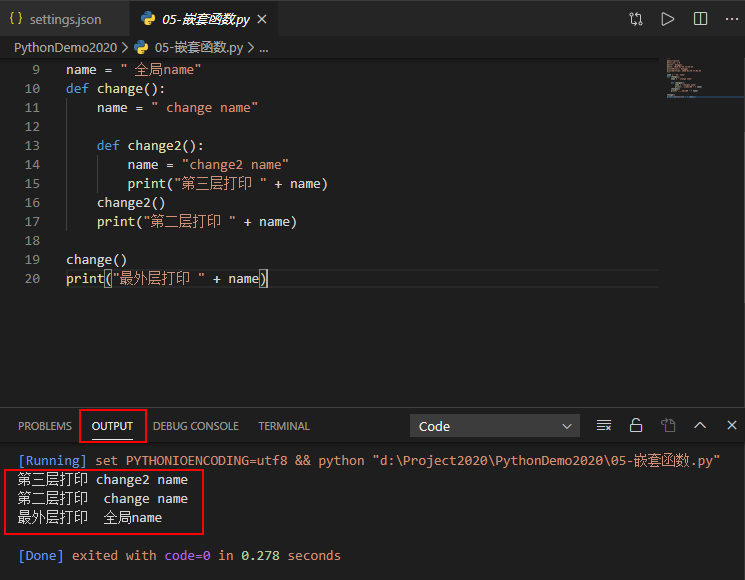 {} settings.json 05-嵌套函数.py ×
PythonDemo2020 > 05-嵌套函数.py > ...
9 name = " 全局name"
10 def change():
11     name = " change name"
12
13     def change2():
14         name = "change2 name"
15         print("第三层打印 " + name)
16     change2()
17     print("第二层打印 " + name)
18
19 change()
20 print("最外层打印 " + name)
PROBLEMS OUTPUT DEBUG CONSOLE TERMINAL Code
[Running] set PYTHONIOENCODING=utf8 && python "d:\Project2020\PythonDemo2020\05-嵌套函数.py"
第三层打印 change2 name
第二层打印  change name
最外层打印  全局name
[Done] exited with code=0 in 0.278 seconds